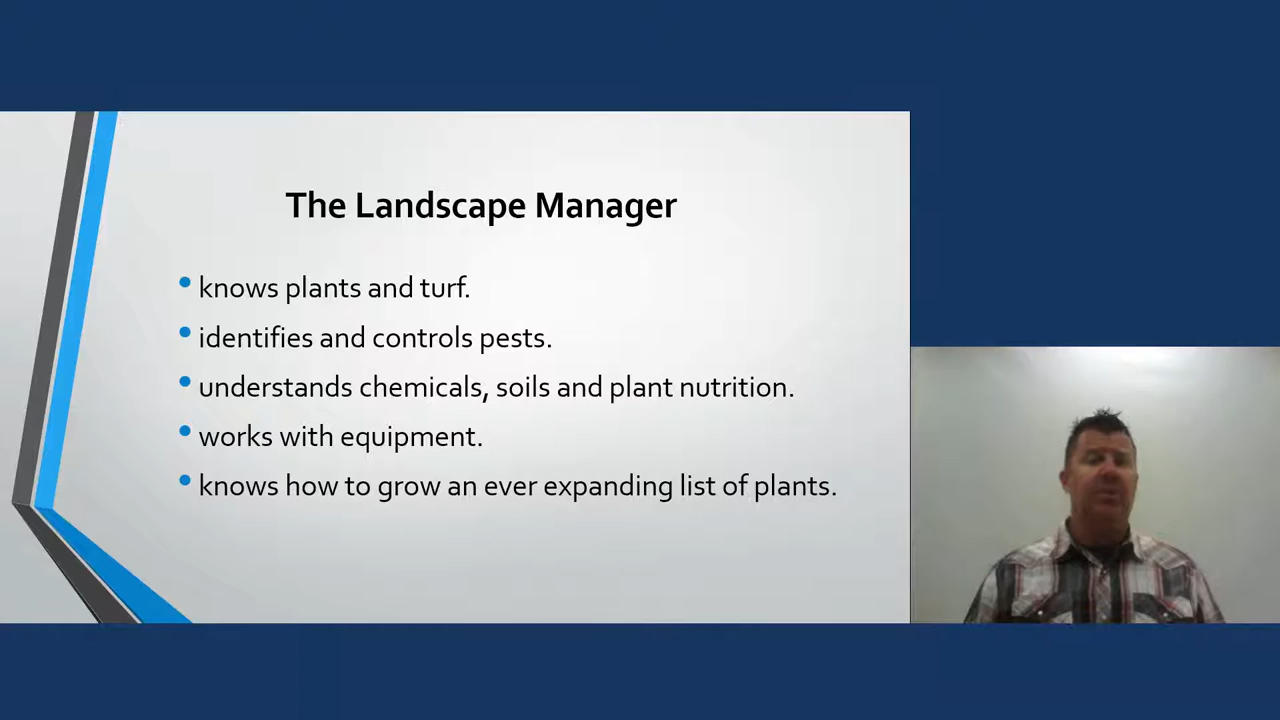 The Landscape Manager
• knows plants and turf.
• identifies and controls pests.
• understands chemicals, soils and plant nutrition.
• works with equipment.
• knows how to grow an ever expanding list of plants.